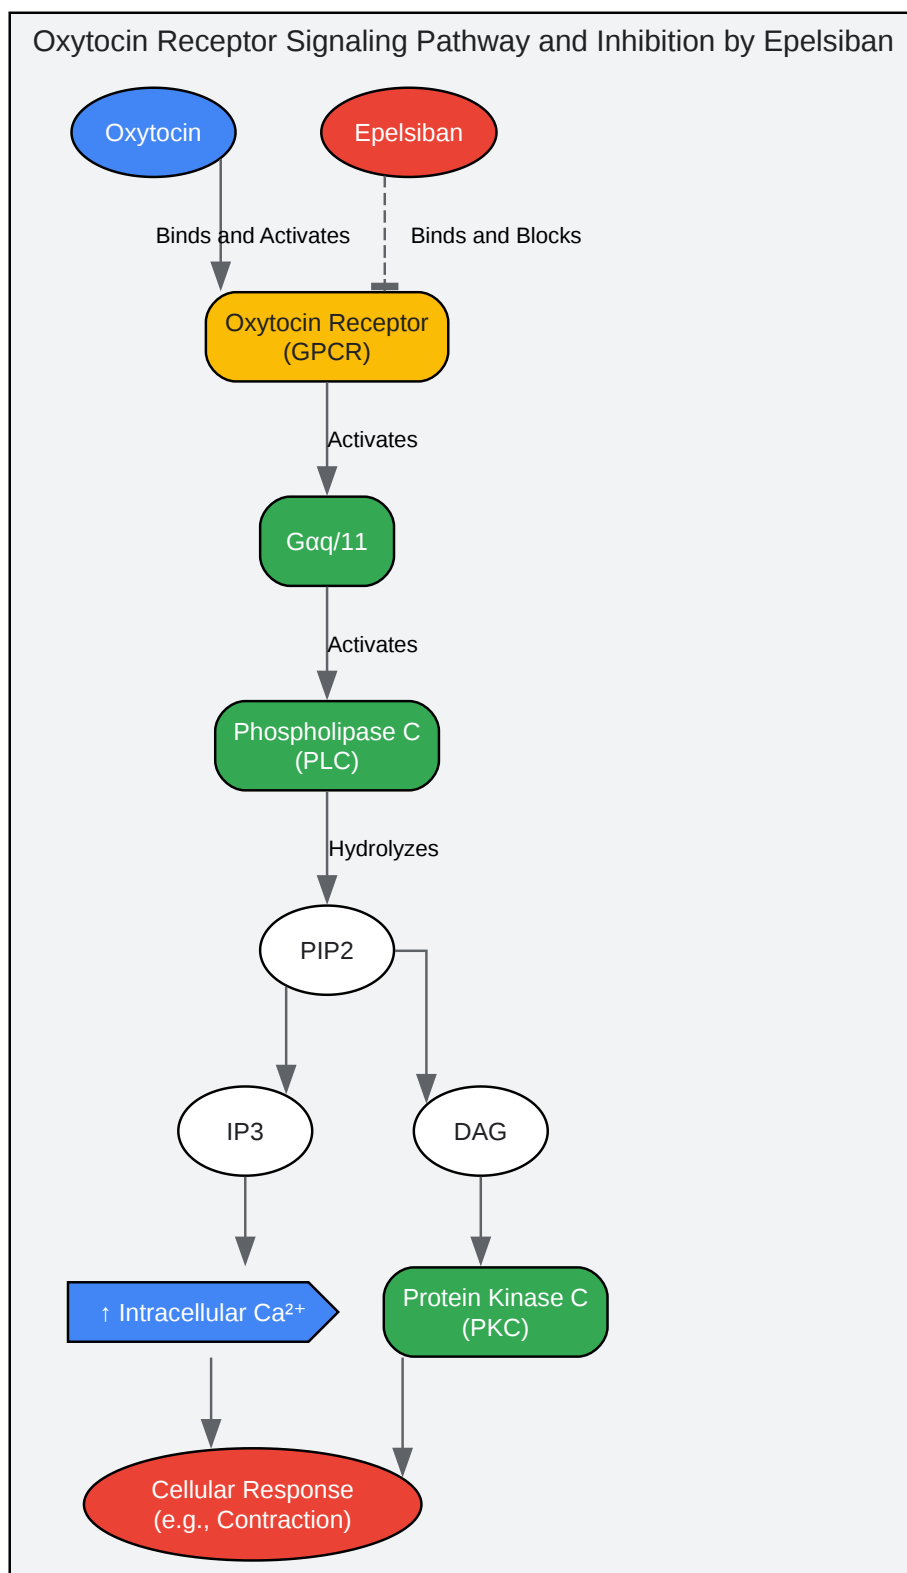 Oxytocin Receptor Signaling Pathway and Inhibition by Epelsiban
Oxytocin
Epelsiban
Binds and Activates
Binds and Blocks
Oxytocin Receptor
(GPCR)
Activates
Gαq/11
Activates
Phospholipase C
(PLC)
Hydrolyzes
PIP2
IP3
DAG
↑ Intracellular Ca²⁺
Protein Kinase C
(PKC)
Cellular Response
(e.g., Contraction)